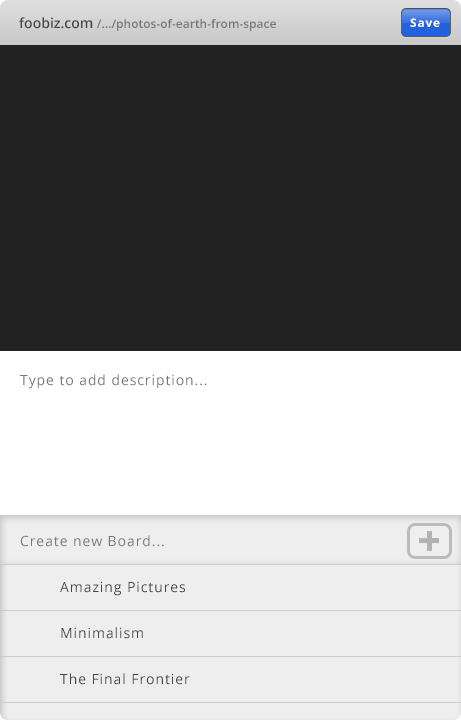 foobiz.com /.../photos-of-earth-from-space Save
Type to add description...
Create new Board...
Amazing Pictures
Minimalism
The Final Frontier